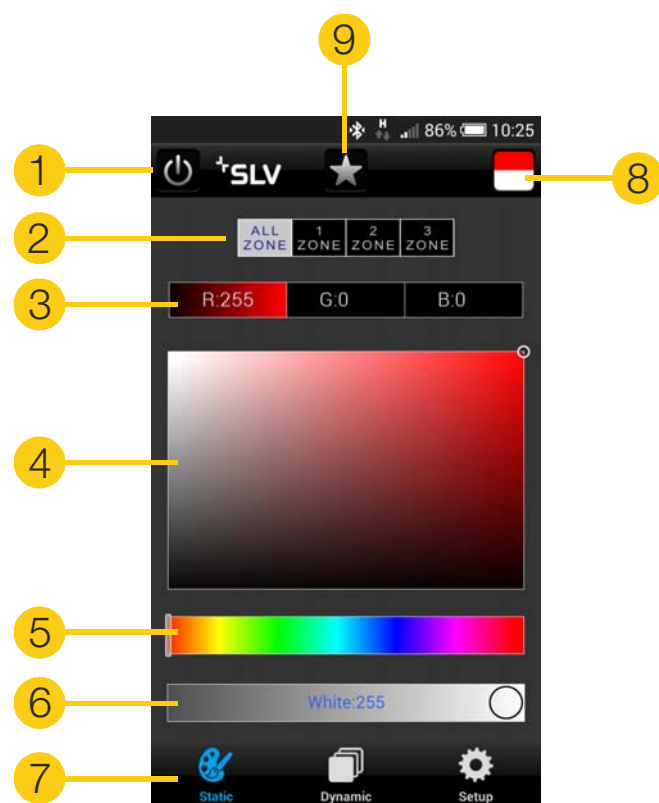 9
H 86% 10:25
1
SLV
8
2
ALL ZONE 1 ZONE 2 ZONE 3 ZONE
3
R:255 G:0 B:0
4
5
6
White:255
7
Static Dynamic Setup